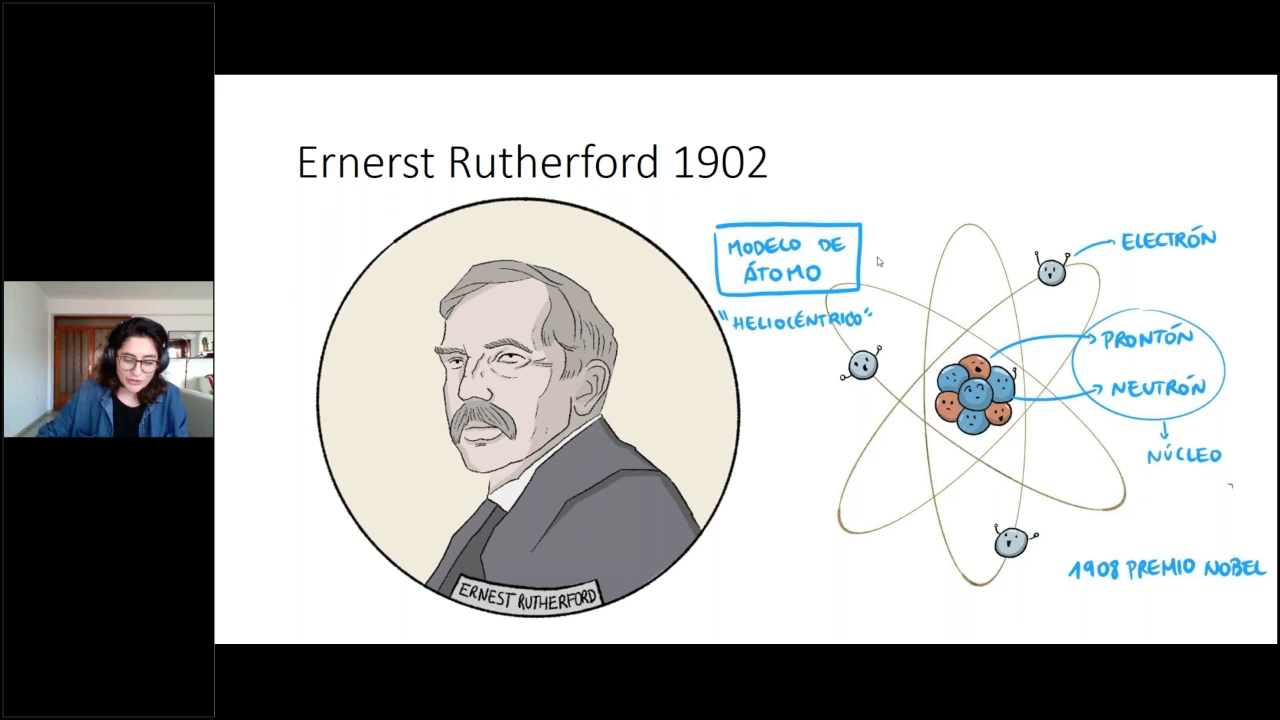 Ernerst Rutherford 1902
MODELO DE
ÁTOMO
"HELIOCÉNTRICO"
ELECTRÓN
PRONTÓN
NEUTRÓN
NÚCLEO
1908 PREMIO NOBEL
ERNEST RUTHERFORD